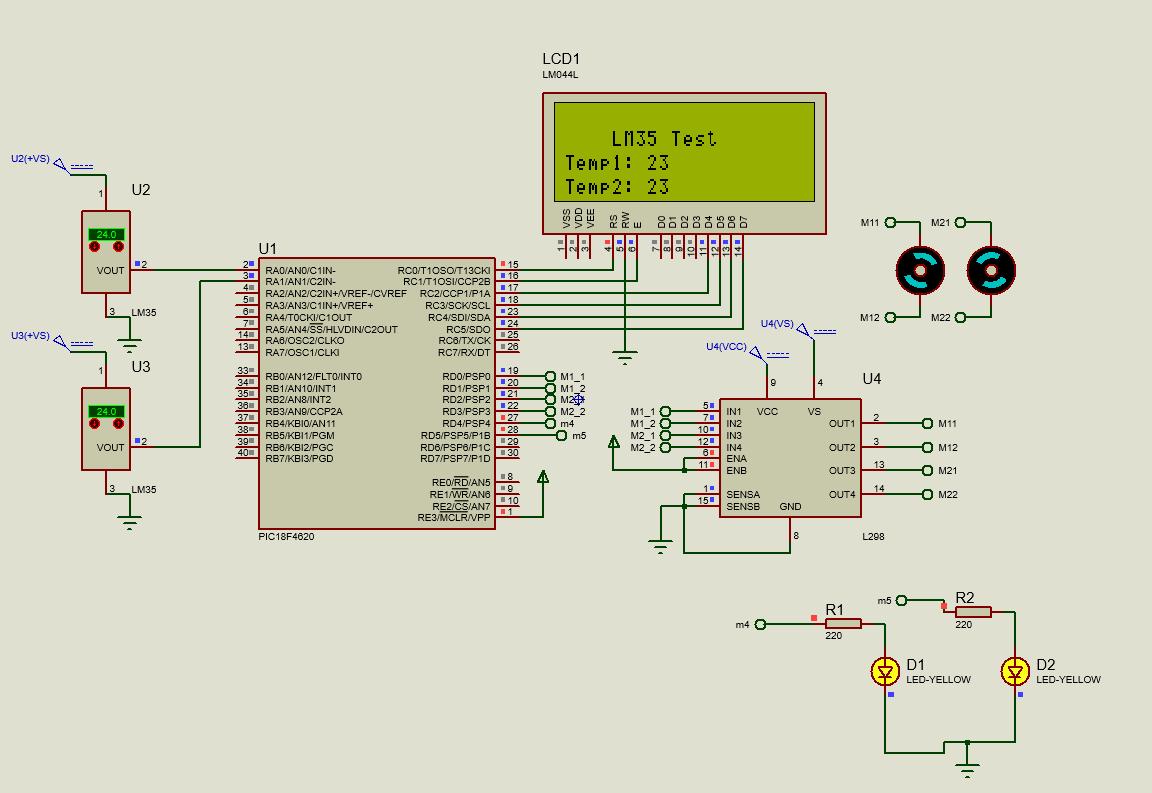 LCD1
LM044L
LM35 Test
Temp1: 23
Temp2: 23
VSS VDD VEE RS RW E D0 D1 D2 D3 D4 D5 D6 D7
1 2 3 4 5 6 7 8 9 10 11 12 13 14
U2(+VS)
1
U2
24.0
VOUT
2
3
LM35
U3(+VS)
1
U3
24.0
VOUT
2
3
LM35
U1
2 RA0/AN0/C1IN-
3 RA1/AN1/C2IN-
4 RA2/AN2/C2IN+/VREF-/CVREF
5 RA3/AN3/C1IN+/VREF+
6 RA4/T0CKI/C1OUT
7 RA5/AN4/SS/HLVDIN/C2OUT
14 RA6/OSC2/CLKO
13 RA7/OSC1/CLKI
33 RB0/AN12/FLT0/INT0
34 RB1/AN10/INT1
35 RB2/AN8/INT2
36 RB3/AN9/CCP2A
37 RB4/KBI0/AN11
38 RB5/KBI1/PGM
39 RB6/KBI2/PGC
40 RB7/KBI3/PGD
RC0/T1OSO/T13CKI 15
RC1/T1OSI/CCP2B 16
RC2/CCP1/P1A 17
RC3/SCK/SCL 18
RC4/SDI/SDA 23
RC5/SDO 24
RC6/TX/CK 25
RC7/RX/DT 26
RD0/PSP0 19 M1_1
RD1/PSP1 20 M1_2
RD2/PSP2 21
RD3/PSP3 22 M2_2
RD4/PSP4 27 m4
RD5/PSP5/P1B 28 m5
RD6/PSP6/P1C 29
RD7/PSP7/P1D 30
RE0/RD/AN5 8
RE1/WR/AN6 9
RE2/CS/AN7 10
RE3/MCLR/VPP 1
PIC18F4620
M11 M21
M12 M22
U4(VS)
U4(VCC)
9 4
U4
VCC VS
M1_1 5 IN1
M1_2 7 IN2
M2_1 10 IN3
M2_2 12 IN4
6 ENA
11 ENB
1 SENSA
15 SENSB
GND
8
OUT1 2 M11
OUT2 3 M12
OUT3 13 M21
OUT4 14 M22
L298
m5
R2
220
m4
R1
220
D1
LED-YELLOW
D2
LED-YELLOW